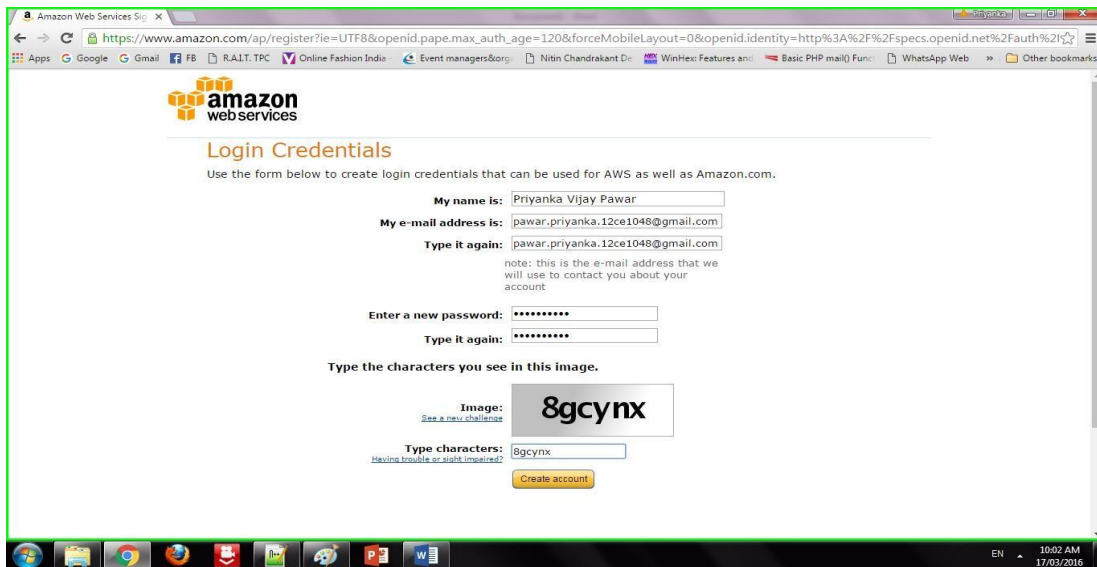 Amazon Web Services Sig
Priyanka
https://www.amazon.com/ap/register?ie=UTF8&openid.pape.max_auth_age=120&forceMobileLayout=0&openid.identity=http%3A%2F%2Fspecs.openid.net%2Fauth%2
Apps Google Gmail FB R.A.I.T. TPC Online Fashion India - Event managers&org Nitin Chandrakant De WinHex: Features and Basic PHP mail() Func WhatsApp Web » Other bookmarks
amazon
web services
Login Credentials
Use the form below to create login credentials that can be used for AWS as well as Amazon.com.
My name is: Priyanka Vijay Pawar
My e-mail address is: pawar.priyanka.12ce1048@gmail.com
Type it again: pawar.priyanka.12ce1048@gmail.com
note: this is the e-mail address that we
will use to contact you about your
account
Enter a new password: ••••••••••
Type it again: ••••••••••
Type the characters you see in this image.
8gcynx
Image:
See a new challenge
Type characters: 8gcynx
Having trouble or sight impaired?
Create account
EN
10:02 AM
17/03/2016